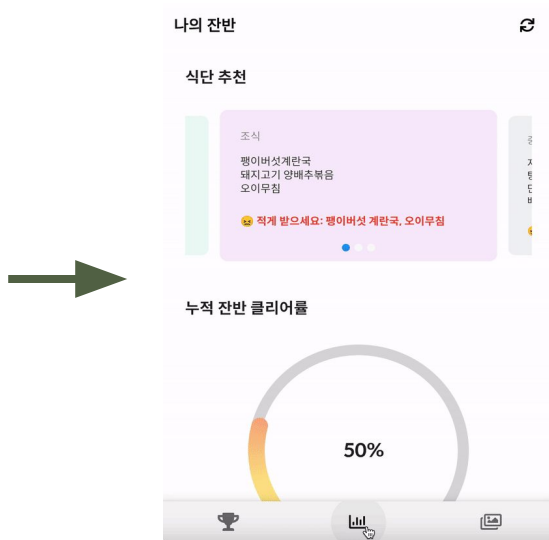 나의 잔반
식단 추천
조식
팽이버섯계란국
돼지고기 양배추볶음
오이무침
😖 적게 받으세요: 팽이버섯 계란국, 오이무침
누적 잔반 클리어률
50%